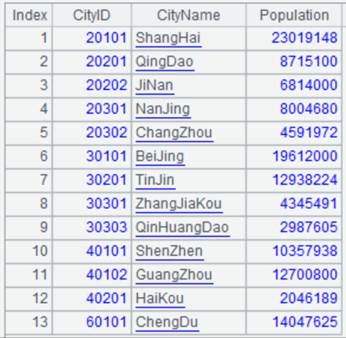 Index CityID CityName Population
1 20101 ShangHai 23019148
2 20201 QingDao 8715100
3 20202 JiNan 6814000
4 20301 NanJing 8004680
5 20302 ChangZhou 4591972
6 30101 BeiJing 19612000
7 30201 TinJin 12938224
8 30301 ZhangJiaKou 4345491
9 30303 QinHuangDao 2987605
10 40101 ShenZhen 10357938
11 40102 GuangZhou 12700800
12 40201 HaiKou 2046189
13 60101 ChengDu 14047625